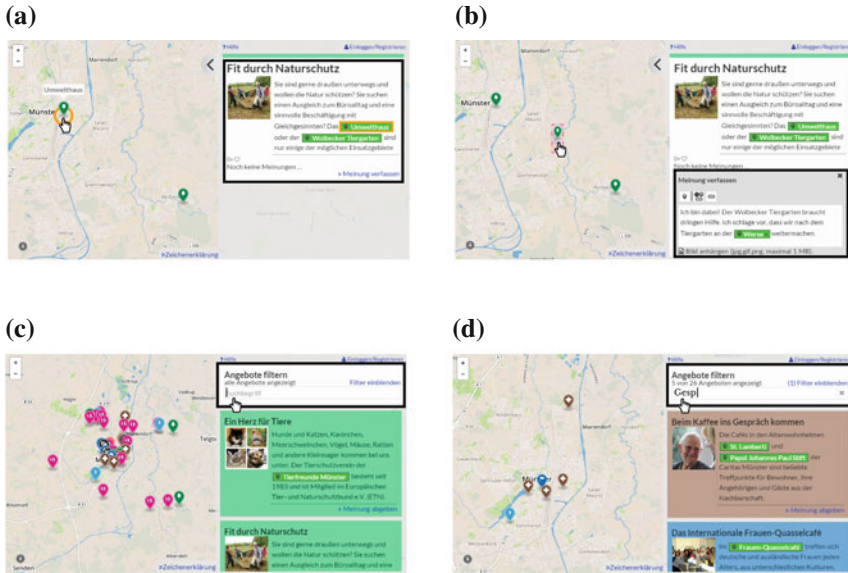 (a)
(b)
?Hilfe
Einloggen/Registrieren
Umwelthaus
Münster
Mariendorf
Fit durch Naturschutz
Sie sind gerne draußen unterwegs und
wollen die Natur schützen? Sie suchen
einen Ausgleich zum Büroalltag und eine
sinnvolle Beschäftigung mit
Gleichgesinnten? Das Umwelthaus
oder der Wolbecker Tiergarten sind
nur einige der möglichen Einsatzgebiete
Noch keine Meinungen ...
» Meinung verfassen
»Zeichenerklärung
?Hilfe
Einloggen/Registrieren
Münster
Mariendorf
Fit durch Naturschutz
Sie sind gerne draußen unterwegs und
wollen die Natur schützen? Sie suchen
einen Ausgleich zum Büroalltag und eine
sinnvolle Beschäftigung mit
Gleichgesinnten? Das Umwelthaus
oder der Wolbecker Tiergarten sind
nur einige der möglichen Einsatzgebiete
Noch keine Meinungen ...
Meinung verfassen
Ich bin dabei! Der Wolbecker Tiergarten braucht
dringen Hilfe. Ich schlage vor, dass wir nach dem
Tiergarten an der Werse weitermachen.
Bild anhängen (jpg,gif,png, maximal 1 MB).
»Zeichenerklärung
(c)
(d)
?Hilfe
Einloggen/Registrieren
Angebote filtern
alle Angebote angezeigt
Filter einblenden
Suchbegriff
Ein Herz für Tiere
Hunde und Katzen, Kaninchen,
Meerschweinchen, Vögel, Mäuse, Ratten
und andere Kleinnager kommen bei uns
unter. Der Tierschutzverein der
Tierfreunde Münster besteht seit
1983 und ist Mitglied im Europäischen
Tier- und Naturschutzbund e.V. (ETN).
» Meinung abgeben
Fit durch Naturschutz
Sie sind gerne draußen unterwegs und
wollen die Natur schützen? Sie suchen
einen Ausgleich zum Büroalltag und eine
Senden
»Zeichenerklärung
?Hilfe
Einloggen/Registrieren
Angebote filtern
5 von 26 Angeboten angezeigt
(1) Filter einblenden
Gesp
Beim Kaffee ins Gespräch kommen
Die Cafés in den Altenwohnheimen
St. Lamberti und
Papst Johannes Paul Stift der
Caritas Münster sind beliebte
Treffpunkte für Bewohner, ihre
Angehörigen und Gäste aus der
Nachbarschaft.
» Meinung abgeben
Das Internationale Frauen-Quasselcafé
Im Frauen-Quasselcafé treffen sich
deutsche und ausländische Frauen jeden
Alters, aus unterschiedlichen Kulturen,
Mariendorf
»Zeichenerklärung